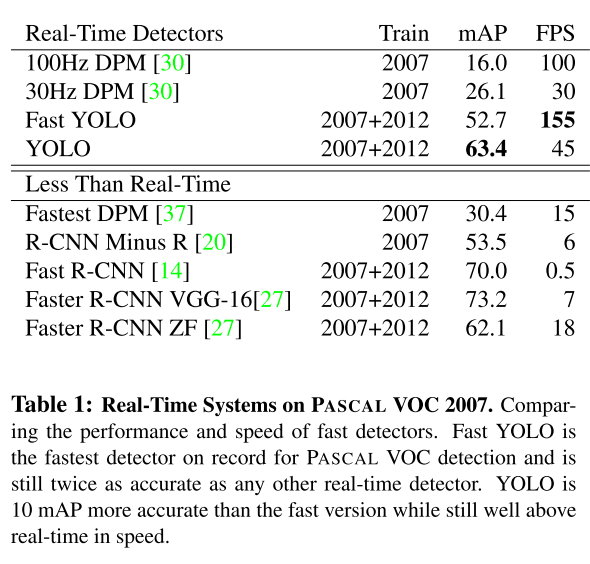 Real-Time Detectors Train mAP FPS
100Hz DPM [30] 2007 16.0 100
30Hz DPM [30] 2007 26.1 30
Fast YOLO 2007+2012 52.7 155
YOLO 2007+2012 63.4 45
Less Than Real-Time
Fastest DPM [37] 2007 30.4 15
R-CNN Minus R [20] 2007 53.5 6
Fast R-CNN [14] 2007+2012 70.0 0.5
Faster R-CNN VGG-16[27] 2007+2012 73.2 7
Faster R-CNN ZF [27] 2007+2012 62.1 18
Table 1: Real-Time Systems on PASCAL VOC 2007. Compar-
ing the performance and speed of fast detectors. Fast YOLO is
the fastest detector on record for PASCAL VOC detection and is
still twice as accurate as any other real-time detector. YOLO is
10 mAP more accurate than the fast version while still well above
real-time in speed.